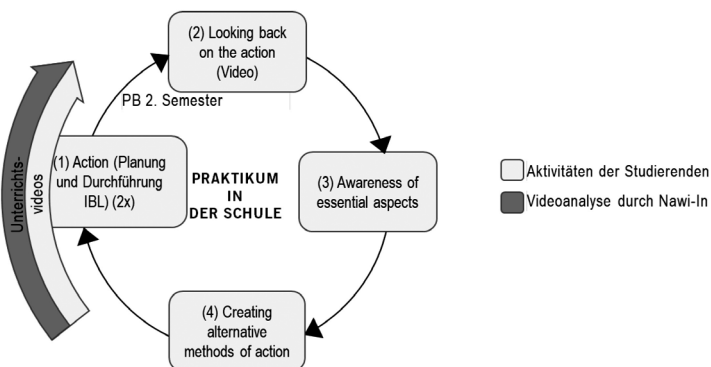 (2) Looking back
on the action
(Video)
PB 2. Semester
Unterrichts-
videos
(1) Action (Planung
und Durchführung
IBL) (2x)
PRAKTIKUM
IN
DER SCHULE
(3) Awareness of
essential aspects
(4) Creating
alternative
methods of action
Aktivitäten der Studierenden
Videoanalyse durch Nawi-In